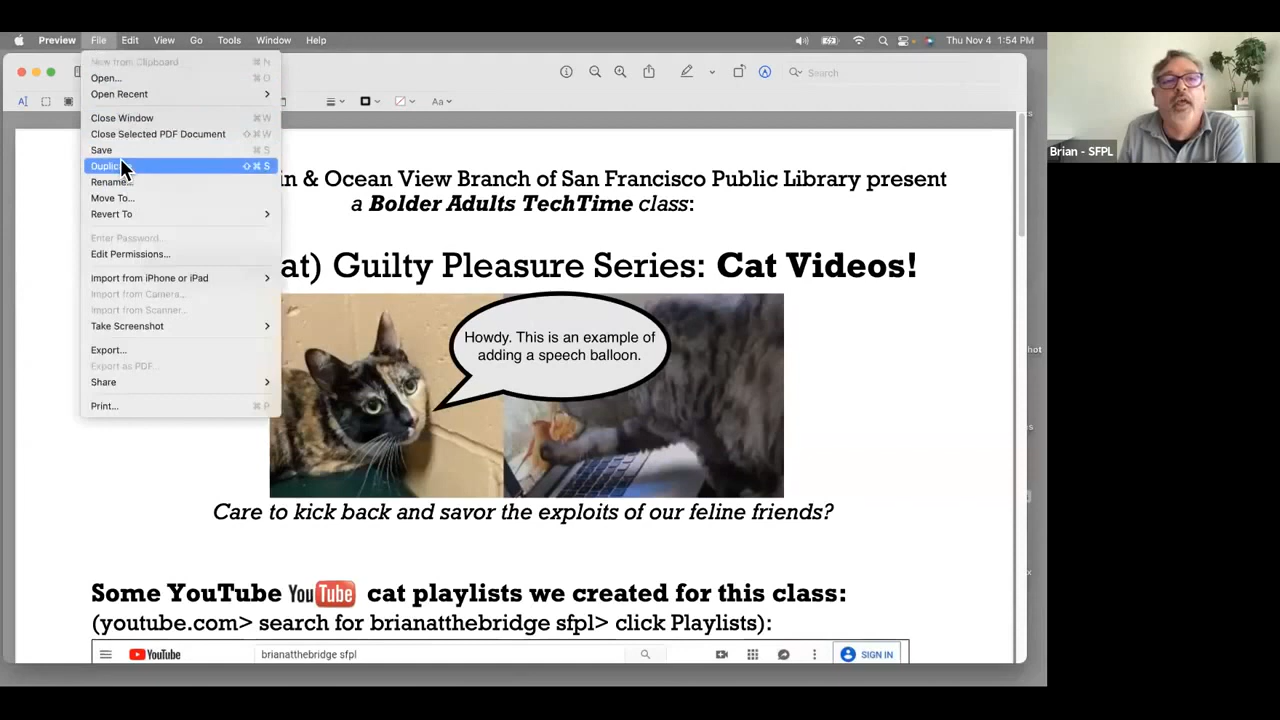 Preview File Edit View Go Tools Window Help Thu Nov 4 1:54 PM
New from Clipboard ⌘ N
Open... ⌘ O
Open Recent >
Close Window ⌘ W
Close Selected PDF Document ⇧ ⌘ W
Save ⌘ S
⇧ ⌘ S
Rename...
Move To...
Revert To >
Enter Password...
Edit Permissions...
Import from iPhone or iPad >
Import from Camera...
Import from Scanner...
Take Screenshot >
Export...
Export as PDF...
Share >
Print... ⌘ P
Search
A Aa
& Ocean View Branch of San Francisco Public Library present
a Bolder Adults TechTime class:
Guilty Pleasure Series: Cat Videos!
Howdy. This is an example of
adding a speech balloon.
Care to kick back and savor the exploits of our feline friends?
Some YouTube YouTube cat playlists we created for this class:
(youtube.com> search for brianatthebridge sfpl> click Playlists):
YouTube brianatthebridge sfpl SIGN IN
Brian - SFPL